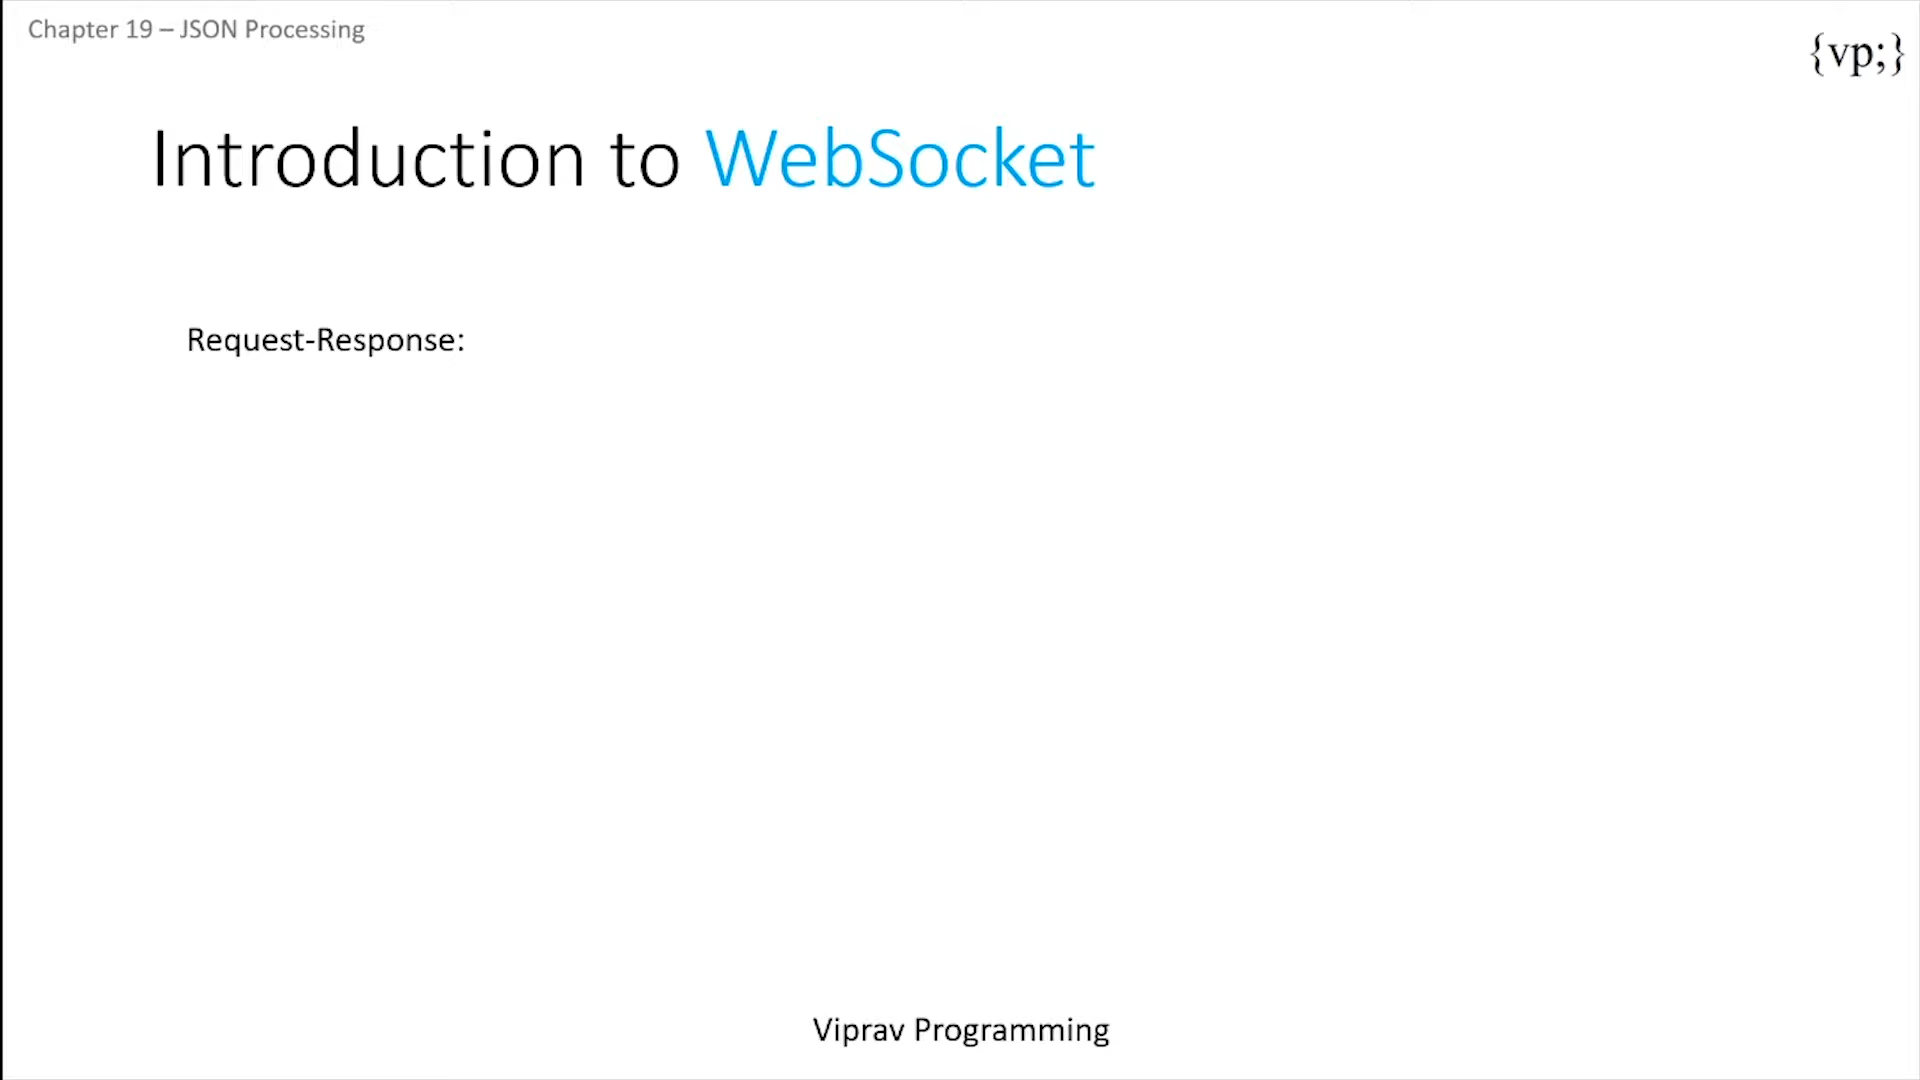 Chapter 19 – JSON Processing
{vp;}
Introduction to WebSocket
Request-Response:
Viprav Programming